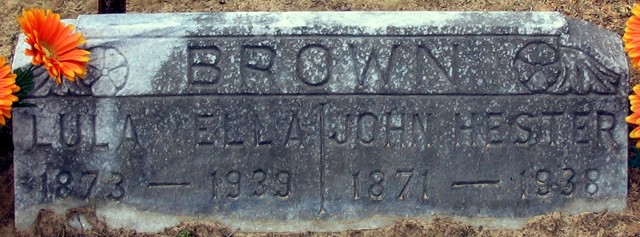 BROWN
LULA ELLA JOHN HESTER
1873 — 1939 1871 — 1938